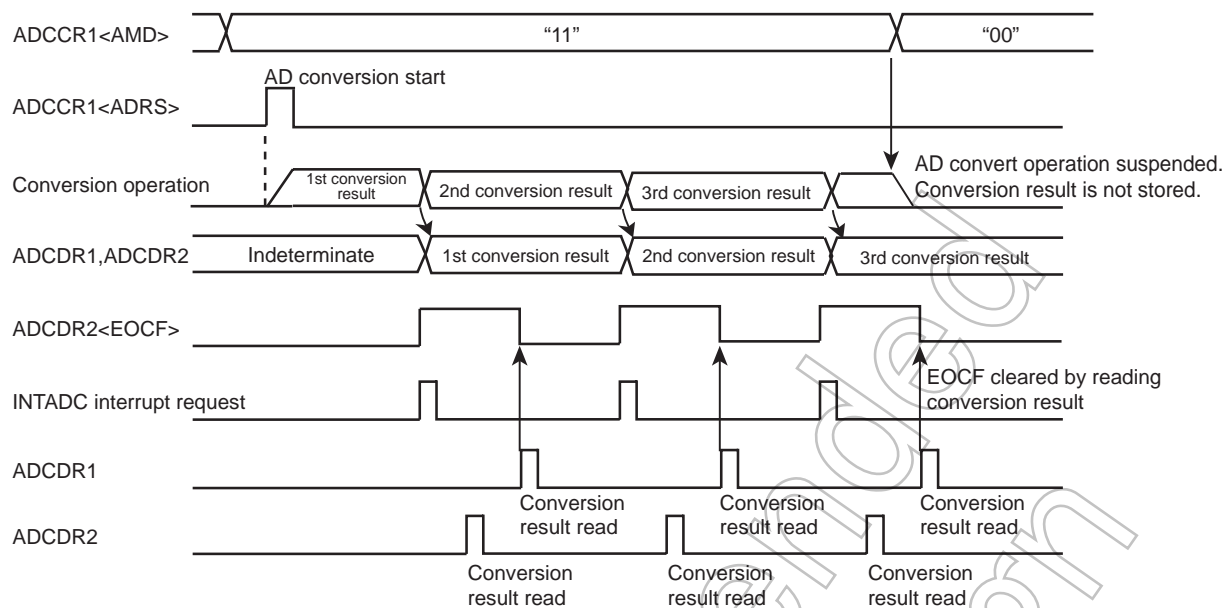 ADCCR1<AMD>
“11”
“00”
AD conversion start
ADCCR1<ADRS>
Conversion operation
1st conversion
result
2nd conversion result
3rd conversion result
AD convert operation suspended.
Conversion result is not stored.
ADCDR1,ADCDR2
Indeterminate
1st conversion result
2nd conversion result
3rd conversion result
ADCDR2<EOCF>
EOCF cleared by reading
conversion result
INTADC interrupt request
ADCDR1
Conversion
result read
Conversion
result read
Conversion
result read
ADCDR2
Conversion
result read
Conversion
result read
Conversion
result read